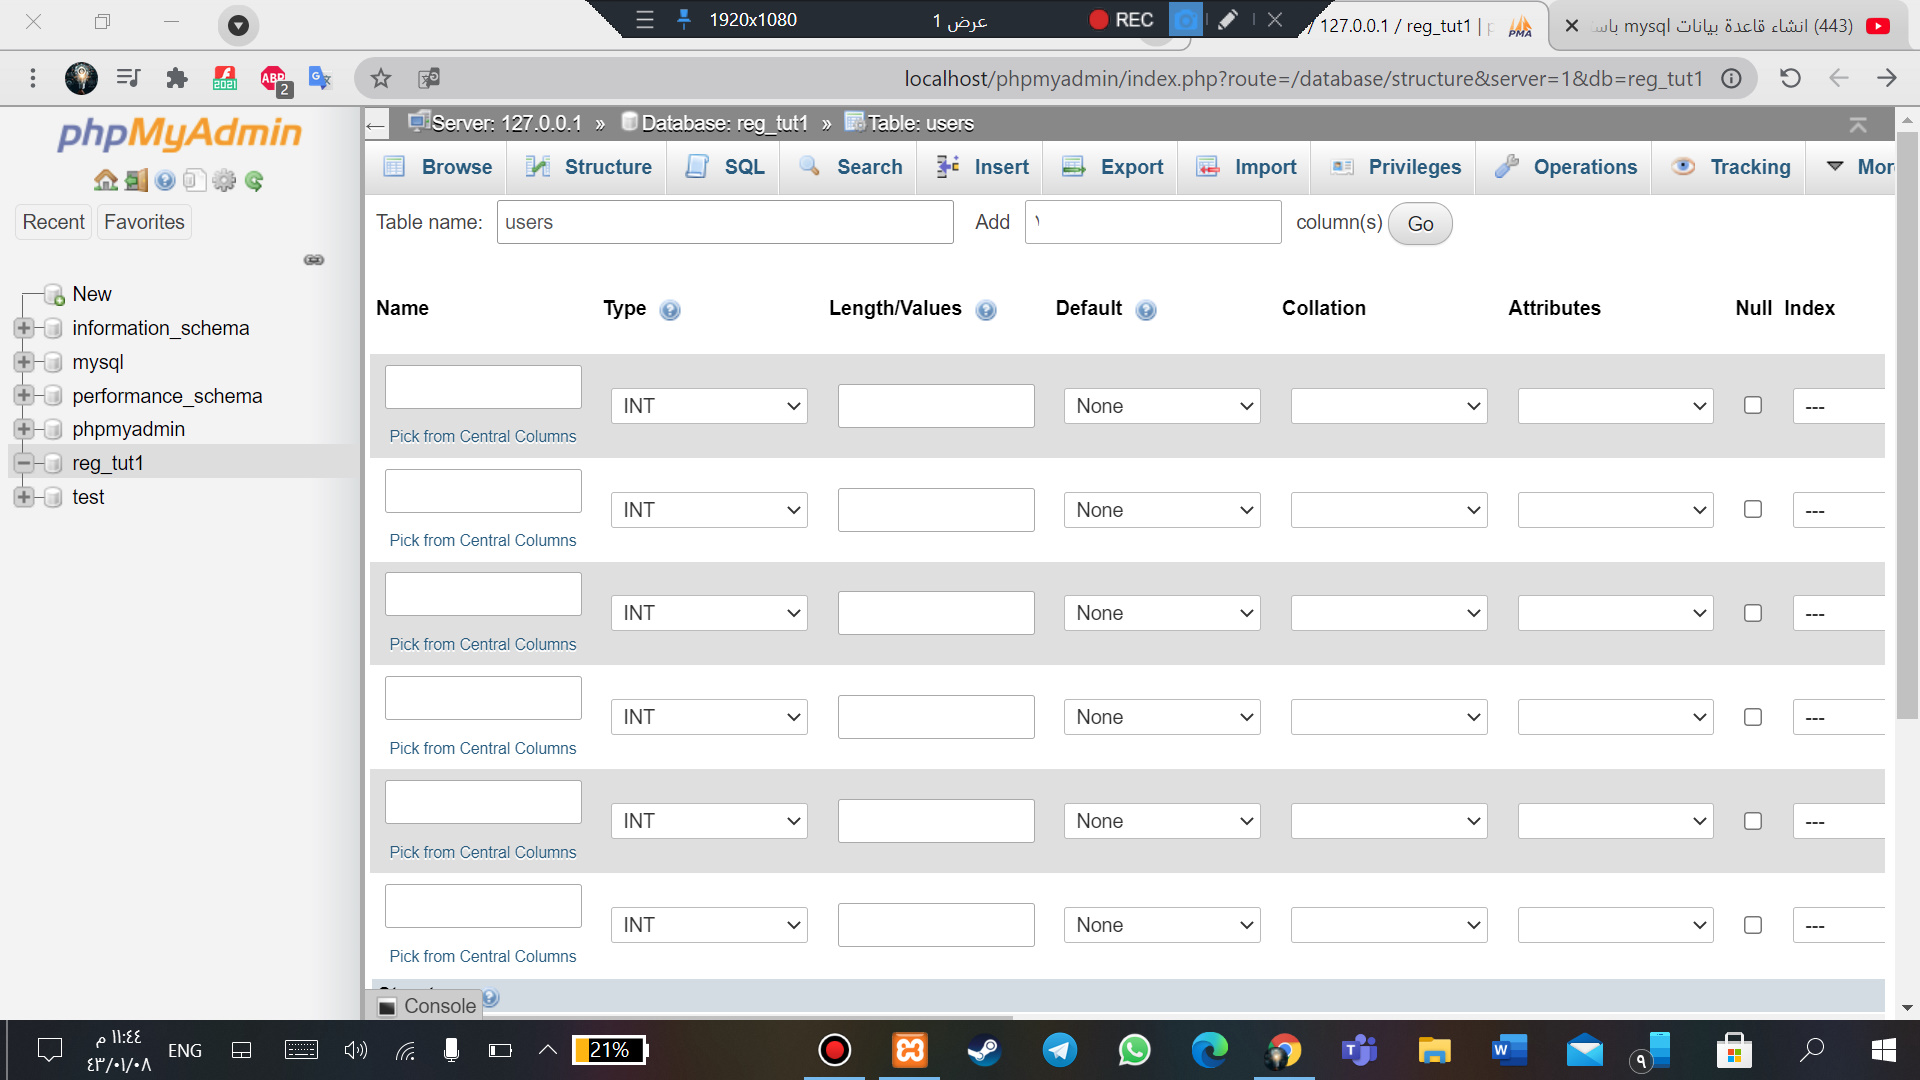 1920x1080
عرض 1
REC
/ 127.0.0.1 / reg_tut1 |
PMA
(443) انشاء قاعدة بيانات mysql باس
2021
ABP
2
localhost/phpmyadmin/index.php?route=/database/structure&server=1&db=reg_tut1
phpMyAdmin
Recent
Favorites
New
information_schema
mysql
performance_schema
phpmyadmin
reg_tut1
test
Server: 127.0.0.1 » Database: reg_tut1 » Table: users
Browse
Structure
SQL
Search
Insert
Export
Import
Privileges
Operations
Tracking
Mor
Table name: users Add ١ column(s) Go
Name Type Length/Values Default Collation Attributes Null Index
INT None ---
Pick from Central Columns
INT None ---
Pick from Central Columns
INT None ---
Pick from Central Columns
INT None ---
Pick from Central Columns
INT None ---
Pick from Central Columns
INT None ---
Pick from Central Columns
Console
١١:٤٤ م
٤٣/٠١/٠٨
ENG
21%
٩